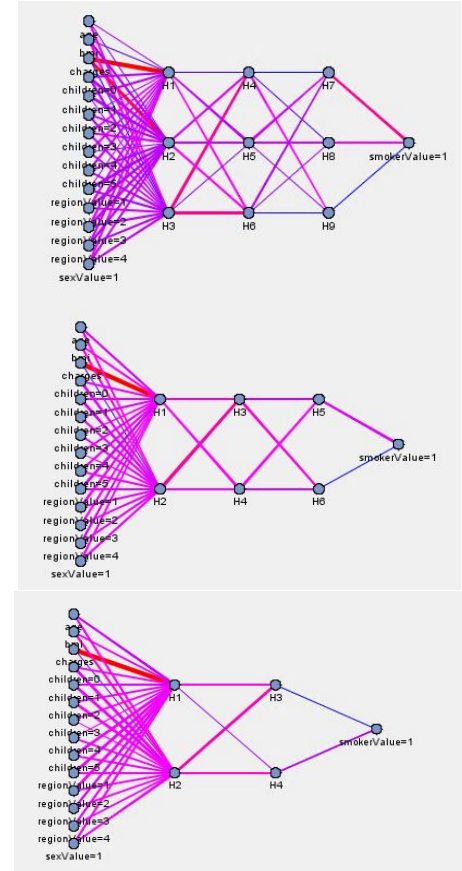 age
bmi
charges
children=0
children=1
children=2
children=3
children=4
children=5
regionValue=1
regionValue=2
regionValue=3
regionValue=4
sexValue=1
H1
H2
H3
H4
H5
H6
H7
H8
H9
smokerValue=1
age
bmi
charges
children=0
children=1
children=2
children=3
children=4
children=5
regionValue=1
regionValue=2
regionValue=3
regionValue=4
sexValue=1
H1
H2
H3
H4
H5
H6
smokerValue=1
age
bmi
charges
children=0
children=1
children=2
children=3
children=4
children=5
regionValue=1
regionValue=2
regionValue=3
regionValue=4
sexValue=1
H1
H2
H3
H4
smokerValue=1